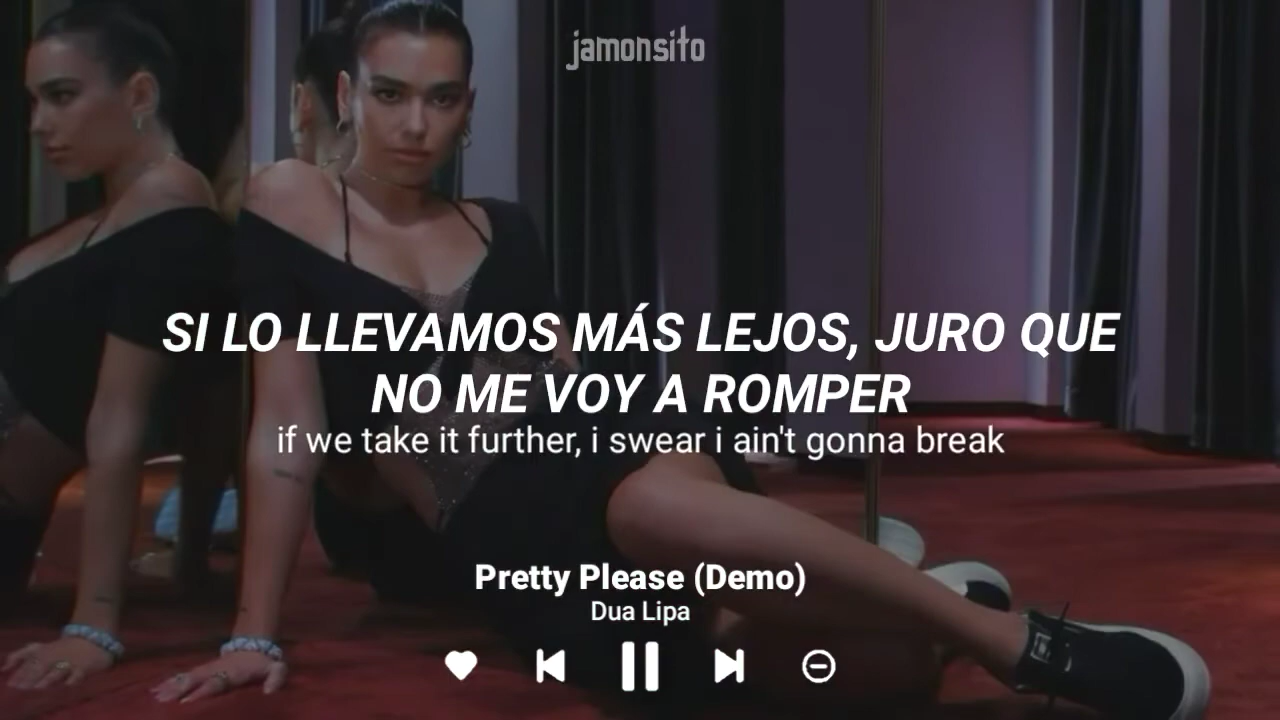 jamonsito
SI LO LLEVAMOS MÁS LEJOS, JURO QUE
NO ME VOY A ROMPER
if we take it further, i swear i ain't gonna break
Pretty Please (Demo)
Dua Lipa